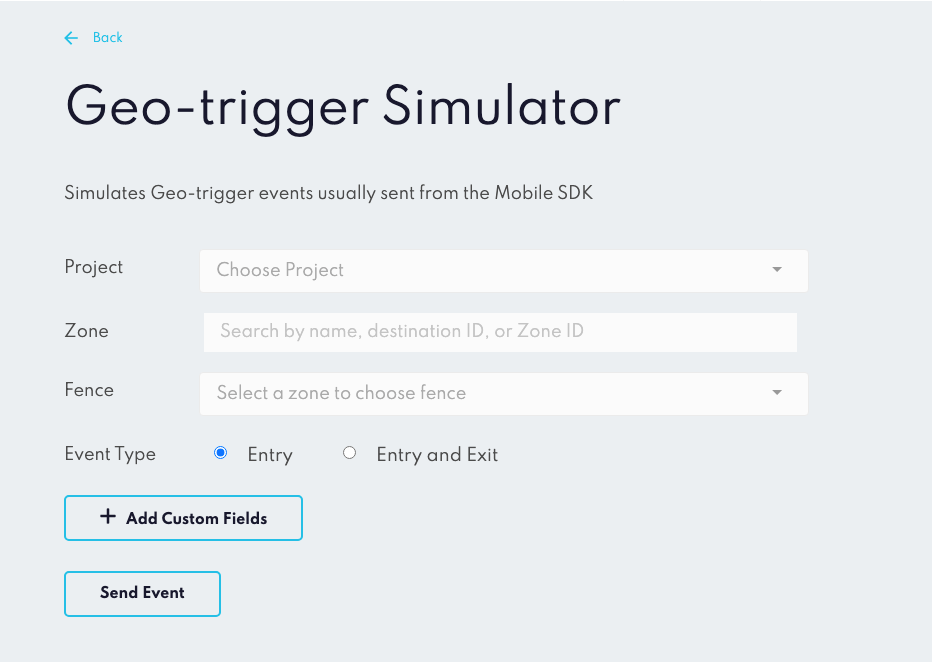 Back
Geo-trigger Simulator
Simulates Geo-trigger events usually sent from the Mobile SDK
Project Choose Project
Zone Search by name, destination ID, or Zone ID
Fence Select a zone to choose fence
Event Type Entry Entry and Exit
+ Add Custom Fields
Send Event